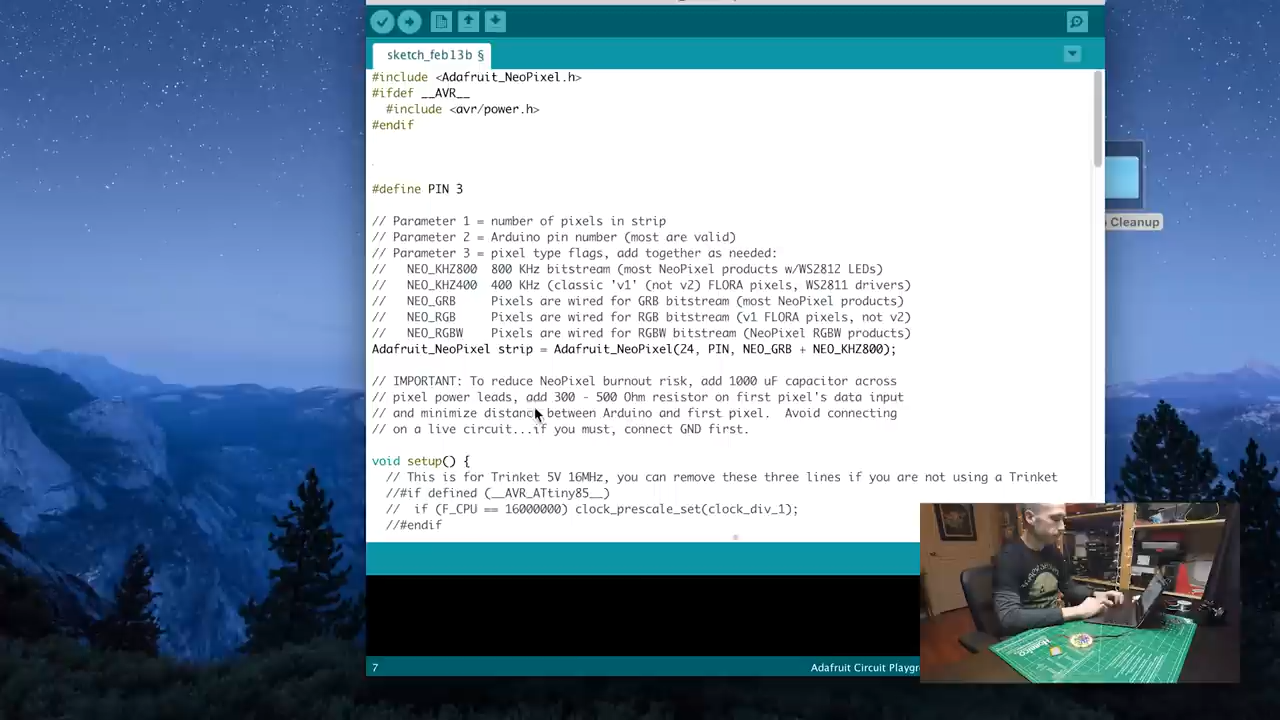 sketch_feb13b §
#include <Adafruit_NeoPixel.h>
#ifdef __AVR__
#include <avr/power.h>
#endif
#define PIN 3
// Parameter 1 = number of pixels in strip
// Parameter 2 = Arduino pin number (most are valid)
// Parameter 3 = pixel type flags, add together as needed:
//   NEO_KHZ800  800 KHz bitstream (most NeoPixel products w/WS2812 LEDs)
//   NEO_KHZ400  400 KHz (classic 'v1' (not v2) FLORA pixels, WS2811 drivers)
//   NEO_GRB     Pixels are wired for GRB bitstream (most NeoPixel products)
//   NEO_RGB     Pixels are wired for RGB bitstream (v1 FLORA pixels, not v2)
//   NEO_RGBW    Pixels are wired for RGBW bitstream (NeoPixel RGBW products)
Adafruit_NeoPixel strip = Adafruit_NeoPixel(24, PIN, NEO_GRB + NEO_KHZ800);
Cleanup
// IMPORTANT: To reduce NeoPixel burnout risk, add 1000 uF capacitor across
// pixel power leads, add 300 - 500 Ohm resistor on first pixel's data input
// and minimize distance between Arduino and first pixel.  Avoid connecting
// on a live circuit...if you must, connect GND first.
void setup() {
// This is for Trinket 5V 16MHz, you can remove these three lines if you are not using a Trinket
//#if defined (__AVR_ATtiny85__)
//  if (F_CPU == 16000000) clock_prescale_set(clock_div_1);
//#endif
7
Adafruit Circuit Playgr